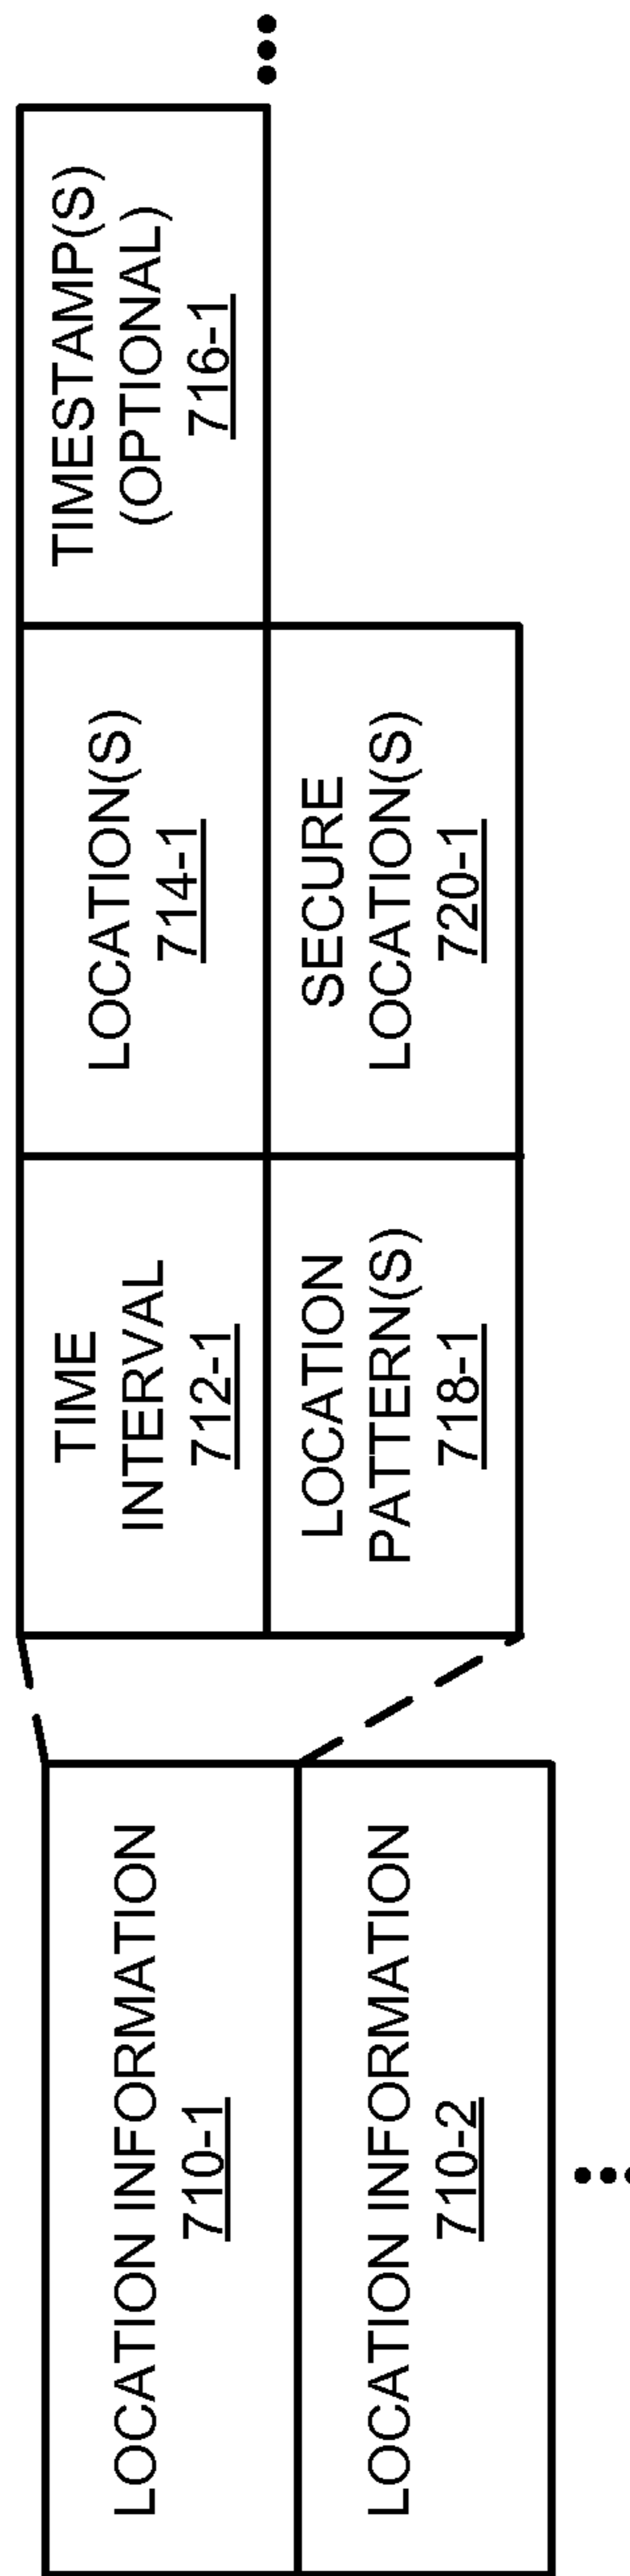 LOCATION INFORMATION
710-1
LOCATION INFORMATION
710-2
TIME
INTERVAL
712-1
LOCATION(S)
714-1
TIMESTAMP(S)
(OPTIONAL)
716-1
LOCATION
PATTERN(S)
718-1
SECURE
LOCATION(S)
720-1